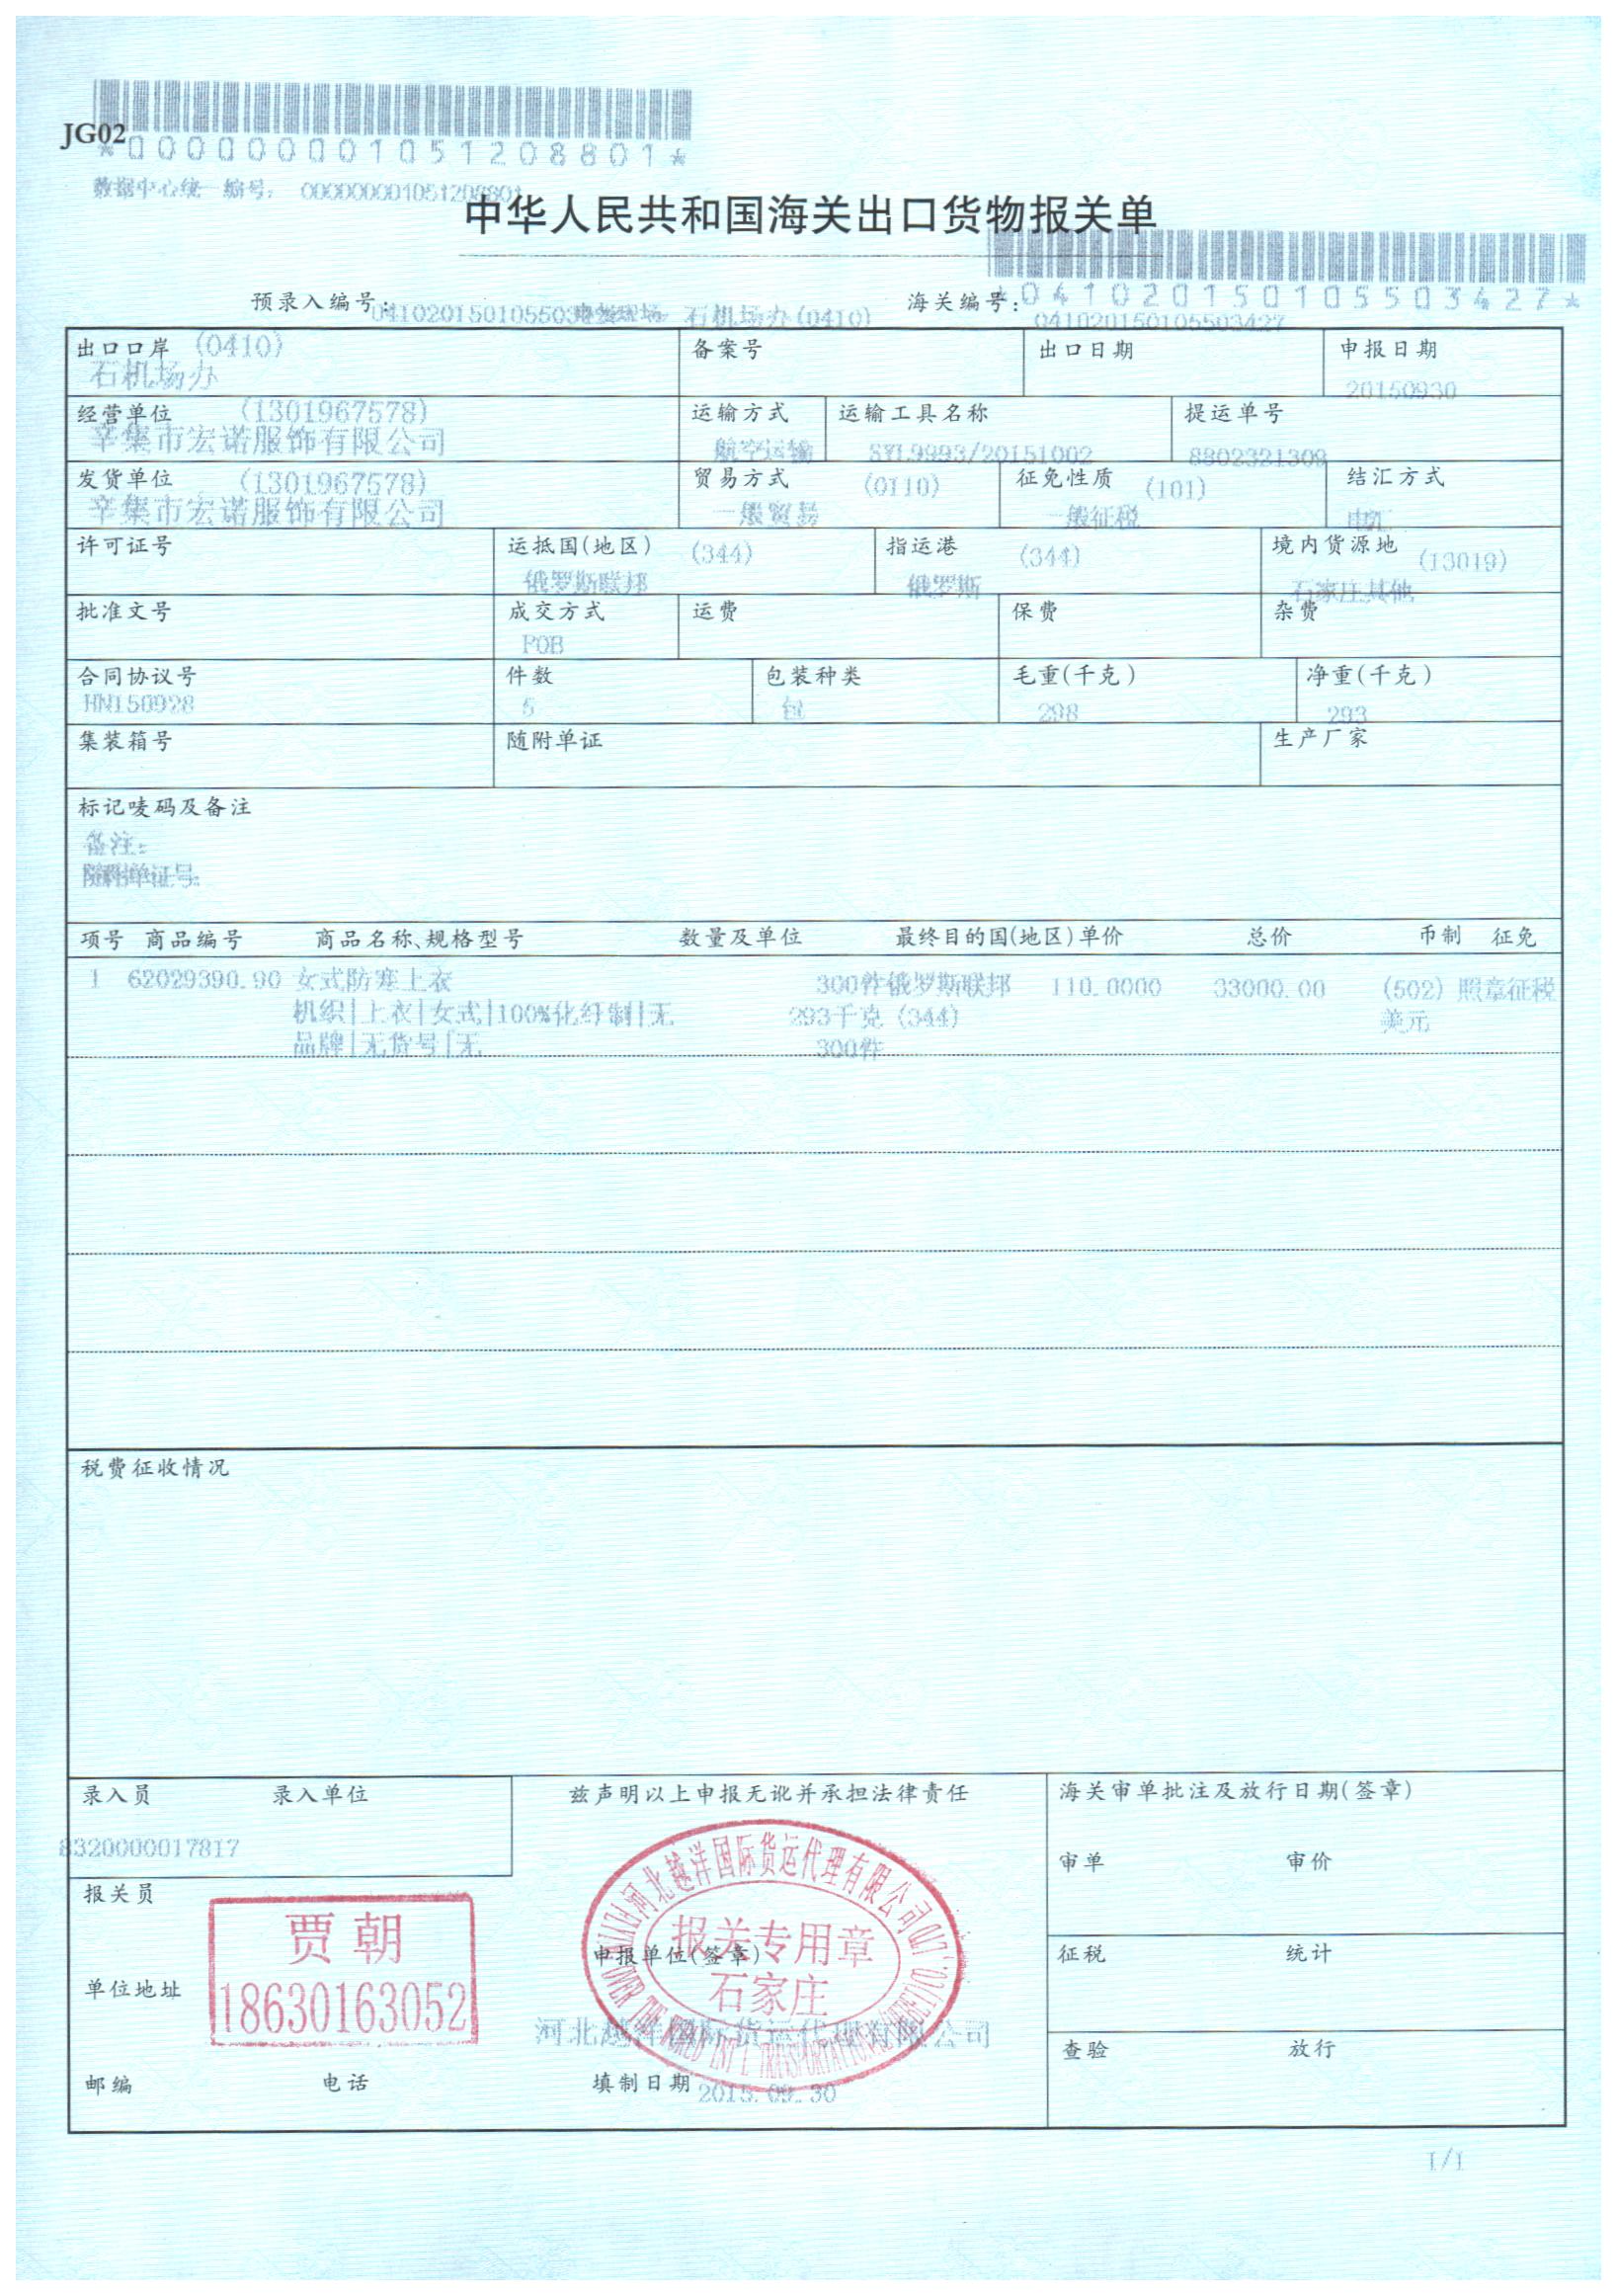 JG02
*000000001051208801*
数据中心统一编号: 000000001051208801
中华人民共和国海关出口货物报关单
*041020150105503427*
预录入编号: 石机场办(0410) 海关编号: 041020150105503427
出口口岸 (0410) 备案号 出口日期 申报日期
石机场办 20150930
经营单位 (1301967578) 运输方式 运输工具名称 提运单号
辛集市宏诺服饰有限公司 航空运输 SYL9993/20151002 8802321309
发货单位 (1301967578) 贸易方式 (0110) 征免性质 (101) 结汇方式
辛集市宏诺服饰有限公司 一般贸易 一般征税 电汇
许可证号 运抵国(地区) (344) 指运港 (344) 境内货源地 (13019)
俄罗斯联邦 俄罗斯 石家庄其他
批准文号 成交方式 运费 保费 杂费
FOB
合同协议号 件数 包装种类 毛重(千克) 净重(千克)
HN150928 5 包 298 293
集装箱号 随附单证 生产厂家
标记唛码及备注
备注:
随附单证号:
项号 商品编号 商品名称、规格型号 数量及单位 最终目的国(地区)单价 总价 币制 征免
1 62029390.90 女式防寒上衣 300件俄罗斯联邦 110.0000 33000.00 (502) 照章征税
机织|上衣|女式|100%化纤制|无 293千克 (344) 美元
品牌|无货号|无 300件
税费征收情况
录入员 录入单位 兹声明以上申报无讹并承担法律责任 海关审单批注及放行日期(签章)
8320000017817
审单 审价
报关员
贾朝
18630163052
河北越洋国际货运代理有限公司
报关专用章
石家庄
申报单位(签章) 征税 统计
单位地址
河北越洋国际货运代理有限公司
查验 放行
邮编 电话 填制日期 2015.09.30
1/1